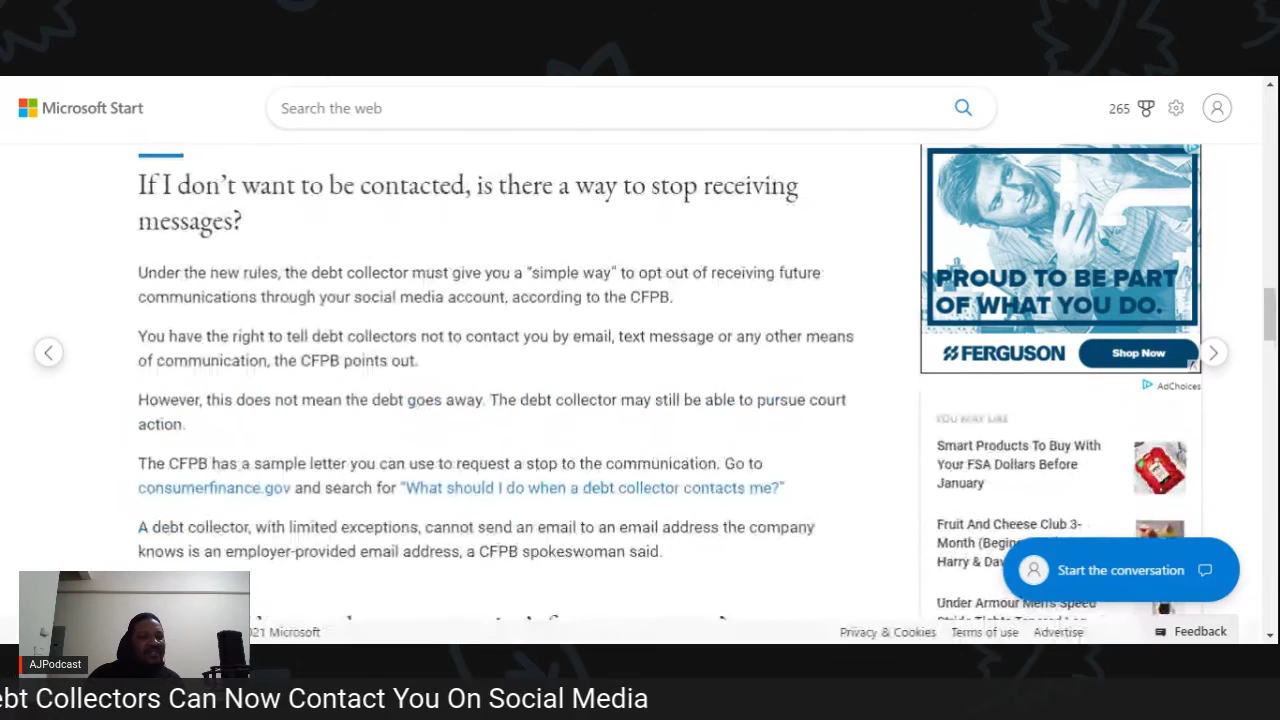 Microsoft Start
Search the web
265
If I don’t want to be contacted, is there a way to stop receiving
messages?
Under the new rules, the debt collector must give you a “simple way” to opt out of receiving future
communications through your social media account, according to the CFPB.
You have the right to tell debt collectors not to contact you by email, text message or any other means
of communication, the CFPB points out.
However, this does not mean the debt goes away. The debt collector may still be able to pursue court
action.
The CFPB has a sample letter you can use to request a stop to the communication. Go to
consumerfinance.gov and search for “What should I do when a debt collector contacts me?”
A debt collector, with limited exceptions, cannot send an email to an email address the company
knows is an employer-provided email address, a CFPB spokeswoman said.
PROUD TO BE PART
OF WHAT YOU DO.
FERGUSON
Shop Now
AdChoices
YOU MAY LIKE
Smart Products To Buy With
Your FSA Dollars Before
January
Fruit And Cheese Club 3-
Month
Harry &
Start the conversation
Under Armour Men's Speed
21 Microsoft
Privacy & Cookies
Terms of use
Advertise
Feedback
AJPodcast
ebt Collectors Can Now Contact You On Social Media